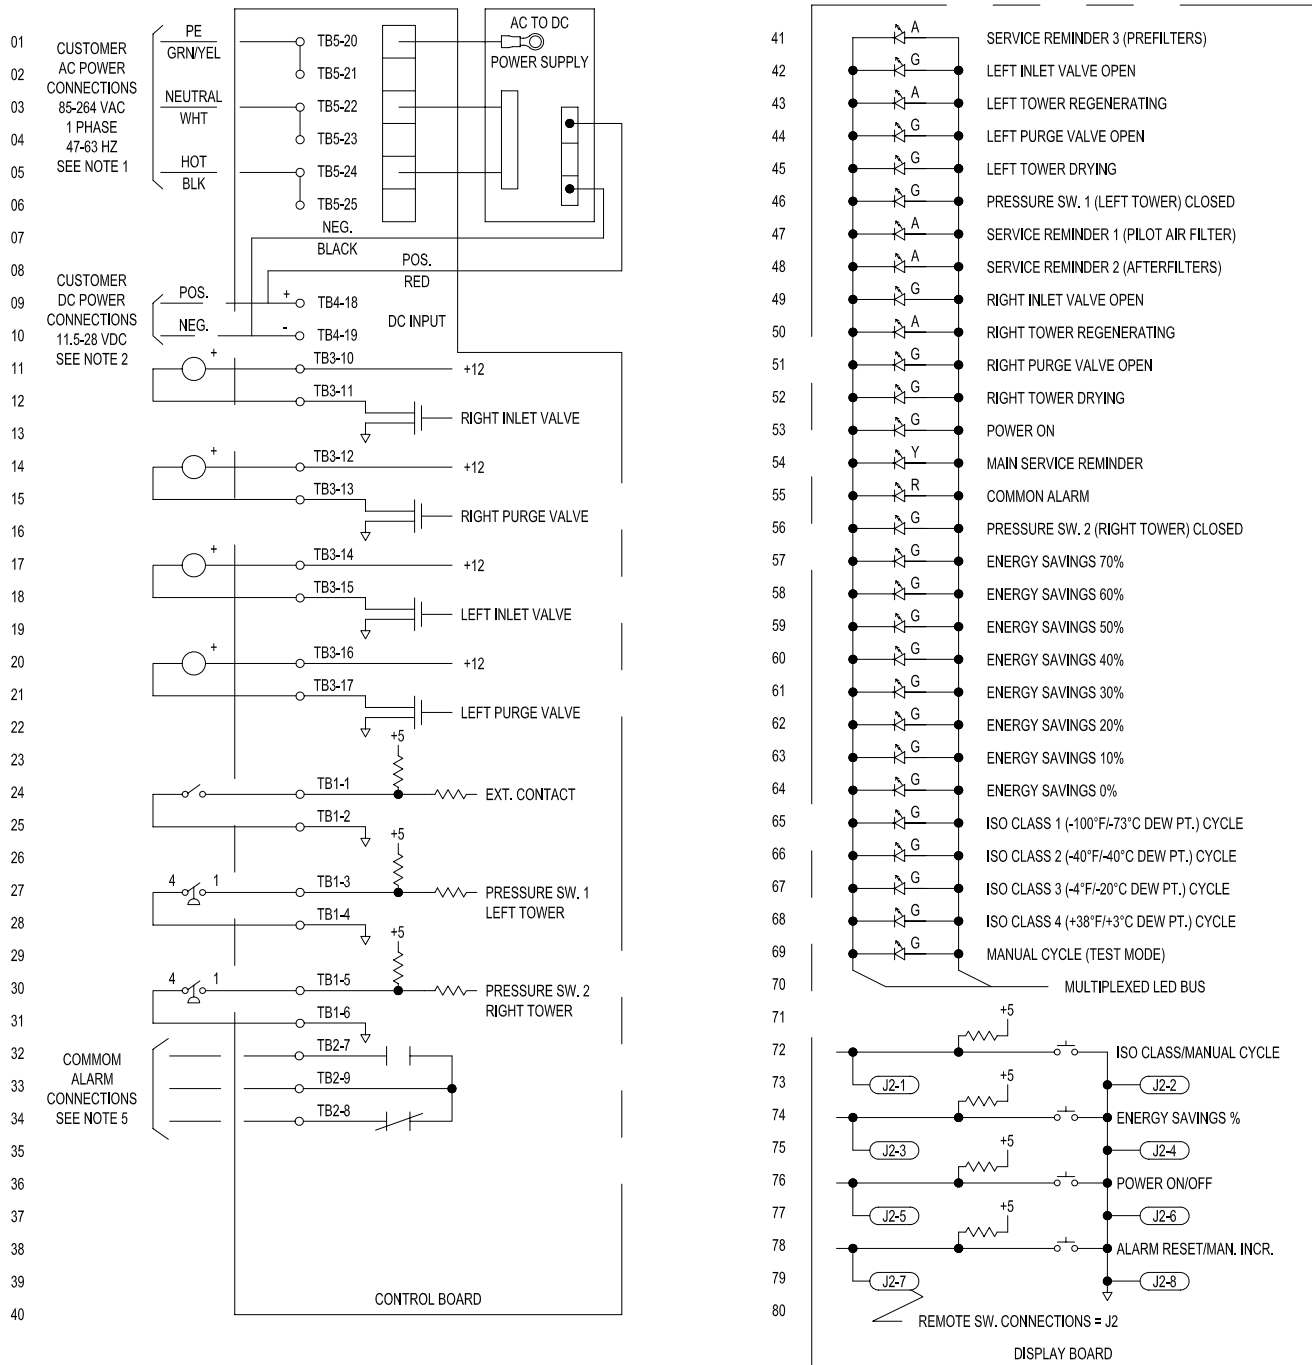 01 PE TB5-20 AC TO DC
CUSTOMER
AC POWER
CONNECTIONS
85-264 VAC
1 PHASE
47-63 HZ
SEE NOTE 1
GRN/YEL
POWER SUPPLY
02 TB5-21
03 NEUTRAL TB5-22
WHT
04 TB5-23
05 HOT TB5-24
BLK
06 TB5-25
07 NEG.
BLACK
08 POS.
RED
CUSTOMER
DC POWER
CONNECTIONS
11.5-28 VDC
SEE NOTE 2
09 POS. + TB4-18
DC INPUT
10 NEG. - TB4-19
11 + TB3-10 +12
12 TB3-11
13 RIGHT INLET VALVE
14 + TB3-12 +12
15 TB3-13
16 RIGHT PURGE VALVE
17 + TB3-14 +12
18 TB3-15
19 LEFT INLET VALVE
20 + TB3-16 +12
21 TB3-17
22 LEFT PURGE VALVE
23 +5
24 TB1-1 EXT. CONTACT
25 TB1-2
26 +5
27 4 1 TB1-3 PRESSURE SW. 1
LEFT TOWER
28 TB1-4
29 +5
30 4 1 TB1-5 PRESSURE SW. 2
RIGHT TOWER
31 TB1-6
32 TB2-7
COMMOM
ALARM
CONNECTIONS
SEE NOTE 5
33 TB2-9
34 TB2-8
35
36
37
38
39
40
CONTROL BOARD
41 A SERVICE REMINDER 3 (PREFILTERS)
42 G LEFT INLET VALVE OPEN
43 A LEFT TOWER REGENERATING
44 G LEFT PURGE VALVE OPEN
45 G LEFT TOWER DRYING
46 G PRESSURE SW. 1 (LEFT TOWER) CLOSED
47 A SERVICE REMINDER 1 (PILOT AIR FILTER)
48 A SERVICE REMINDER 2 (AFTERFILTERS)
49 G RIGHT INLET VALVE OPEN
50 A RIGHT TOWER REGENERATING
51 G RIGHT PURGE VALVE OPEN
52 G RIGHT TOWER DRYING
53 G POWER ON
54 Y MAIN SERVICE REMINDER
55 R COMMON ALARM
56 G PRESSURE SW. 2 (RIGHT TOWER) CLOSED
57 G ENERGY SAVINGS 70%
58 G ENERGY SAVINGS 60%
59 G ENERGY SAVINGS 50%
60 G ENERGY SAVINGS 40%
61 G ENERGY SAVINGS 30%
62 G ENERGY SAVINGS 20%
63 G ENERGY SAVINGS 10%
64 G ENERGY SAVINGS 0%
65 G ISO CLASS 1 (-100°F/-73°C DEW PT.) CYCLE
66 G ISO CLASS 2 (-40°F/-40°C DEW PT.) CYCLE
67 G ISO CLASS 3 (-4°F/-20°C DEW PT.) CYCLE
68 G ISO CLASS 4 (+38°F/+3°C DEW PT.) CYCLE
69 G MANUAL CYCLE (TEST MODE)
70 MULTIPLEXED LED BUS
71 +5
72 ISO CLASS/MANUAL CYCLE
73 J2-1 +5 J2-2
74 ENERGY SAVINGS %
75 J2-3 +5 J2-4
76 POWER ON/OFF
77 J2-5 +5 J2-6
78 ALARM RESET/MAN. INCR.
79 J2-7 J2-8
80 REMOTE SW. CONNECTIONS = J2
DISPLAY BOARD